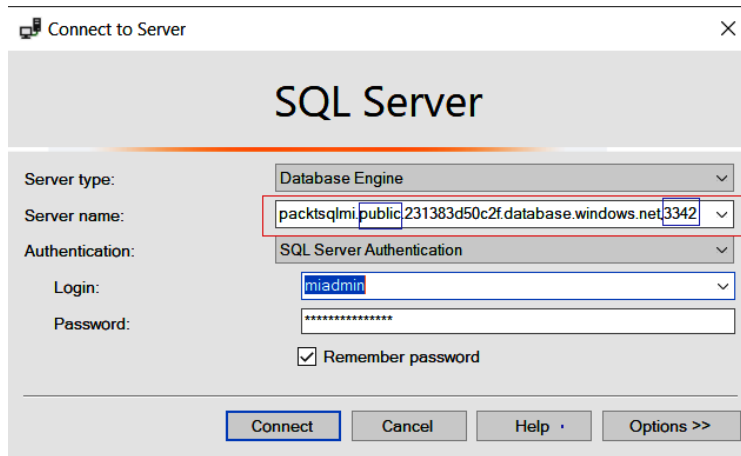 Connect to Server
SQL Server
Server type: Database Engine
Server name: packtsqlmi.public.231383d50c2f.database.windows.net,3342
Authentication: SQL Server Authentication
Login: miadmin
Password: ***************
Remember password
Connect Cancel Help Options >>